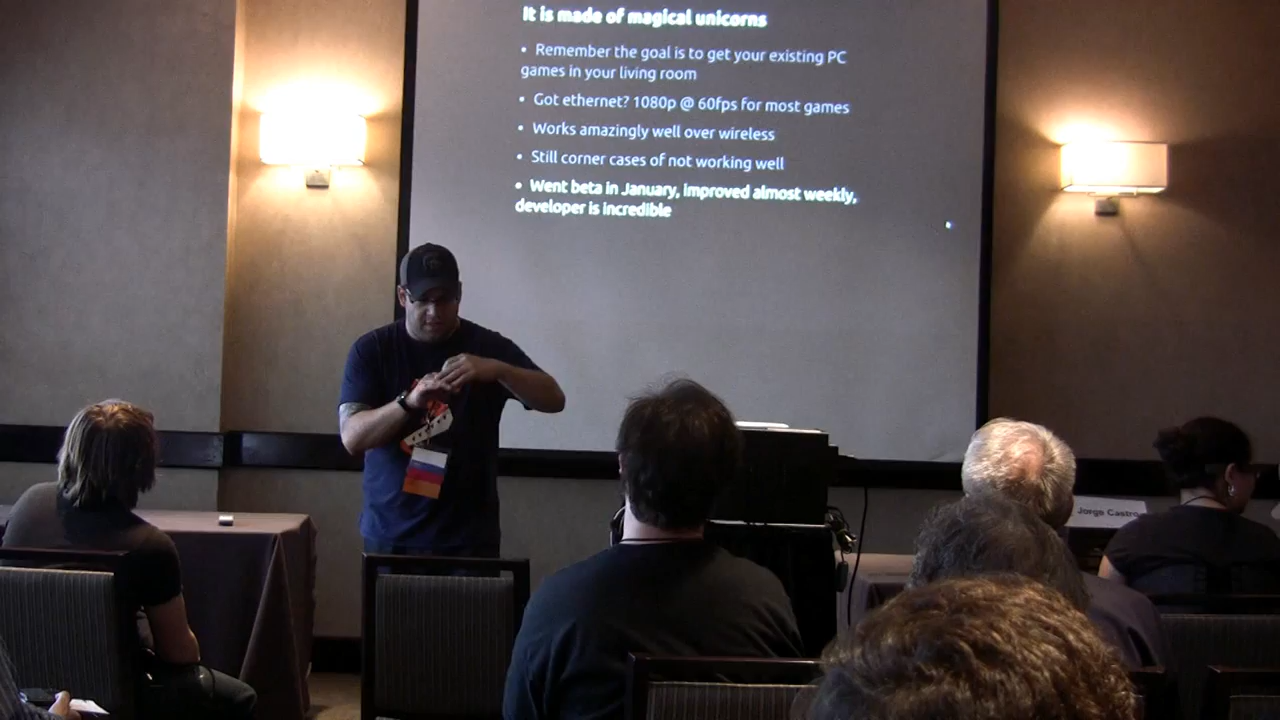 It is made of magical unicorns
• Remember the goal is to get your existing PC
games in your living room
• Got ethernet? 1080p @ 60fps for most games
• Works amazingly well over wireless
• Still corner cases of not working well
• Went beta in January, improved almost weekly,
developer is incredible
Jorge Castro